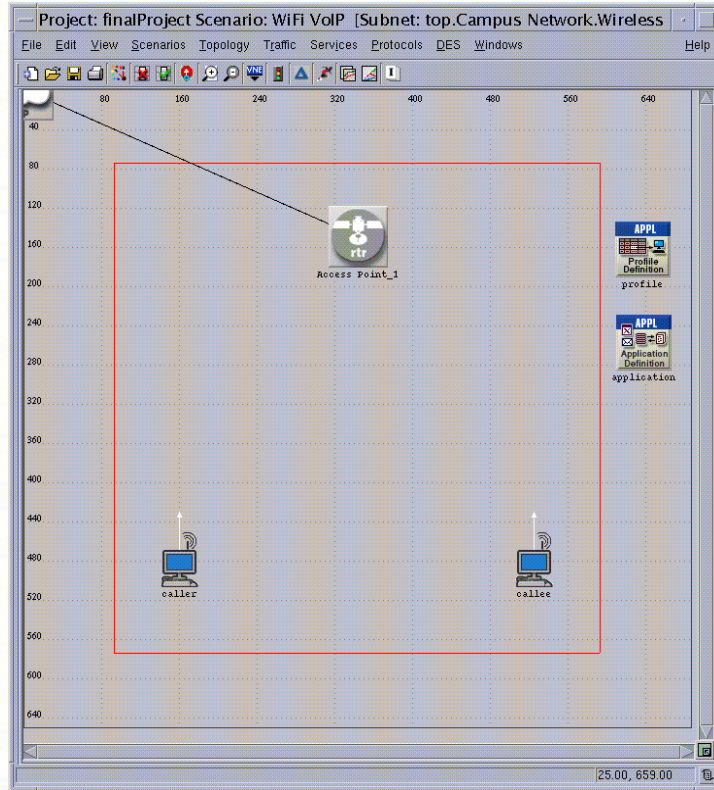 Project: finalProject Scenario: WiFi VoIP [Subnet: top.Campus Network.Wireless
File Edit View Scenarios Topology Traffic Services Protocols DES Windows Help
VNE
80 160 240 320 400 480 560 640
40
80
120
160
200
240
280
320
360
400
440
480
520
560
600
640
rtr
Access Point_1
APPL
Profile
Definition
profile
APPL
Application
Definition
application
caller
callee
25.00, 659.00